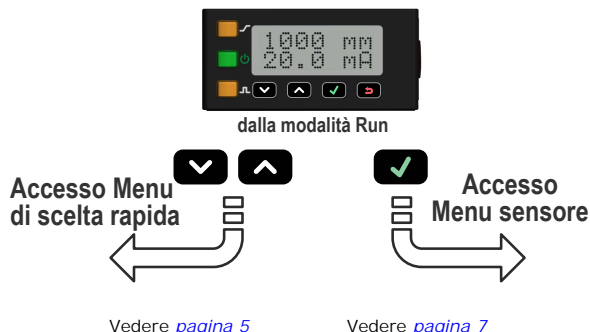 1000 mm
20.0 mA
dalla modalità Run
Accesso Menu
di scelta rapida
Accesso
Menu sensore
Vedere pagina 5
Vedere pagina 7